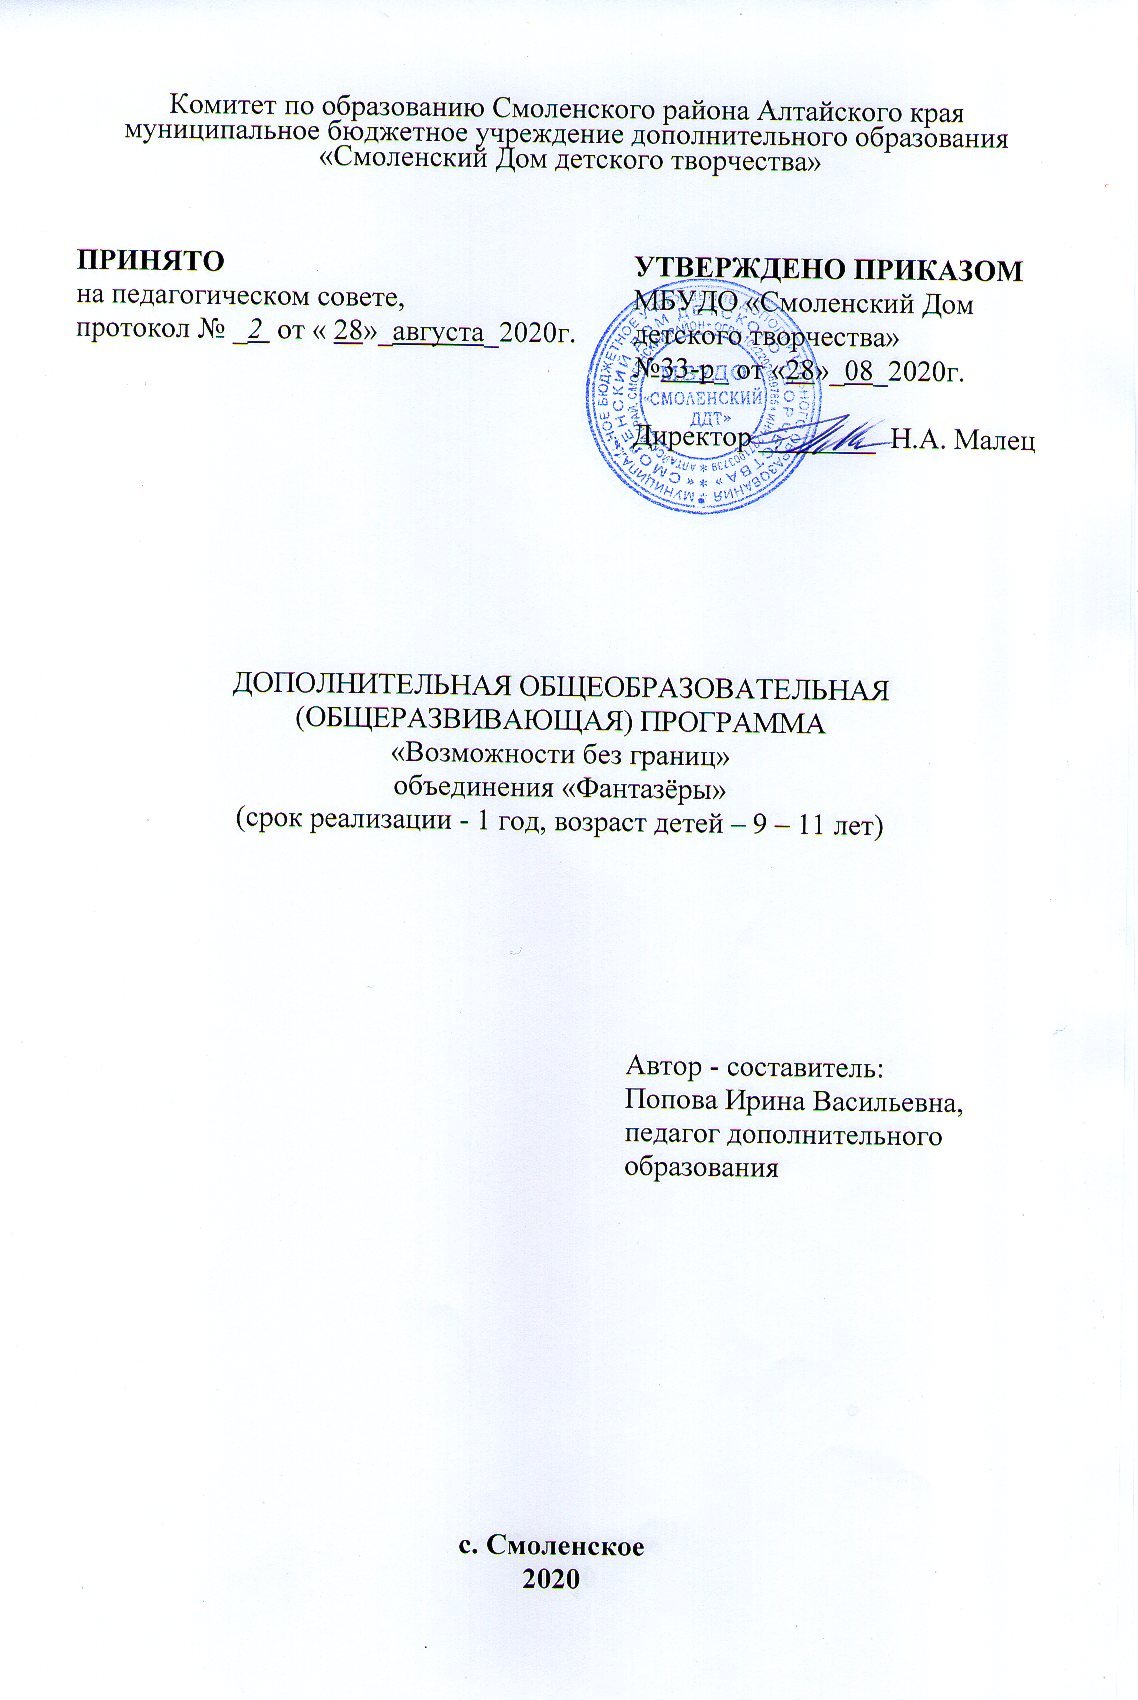 Комитет по образованию Смоленского района Алтайского края
муниципальное бюджетное учреждение дополнительного образования
«Смоленский Дом детского творчества»
ПРИНЯТО
на педагогическом совете,
протокол № _2_ от « 28»_августа_2020г.
УТВЕРЖДЕНО ПРИКАЗОМ
МБУДО «Смоленский Дом
детского творчества»
№33-р_ от «28»_08_2020г.
Директор _________ Н.А. Малец
«СМОЛЕНСКИЙ
ДДТ»
ДОПОЛНИТЕЛЬНАЯ ОБЩЕОБРАЗОВАТЕЛЬНАЯ
(ОБЩЕРАЗВИВАЮЩАЯ) ПРОГРАММА
«Возможности без границ»
объединения «Фантазёры»
(срок реализации - 1 год, возраст детей – 9 – 11 лет)
Автор - составитель:
Попова Ирина Васильевна,
педагог дополнительного
образования
с. Смоленское
2020